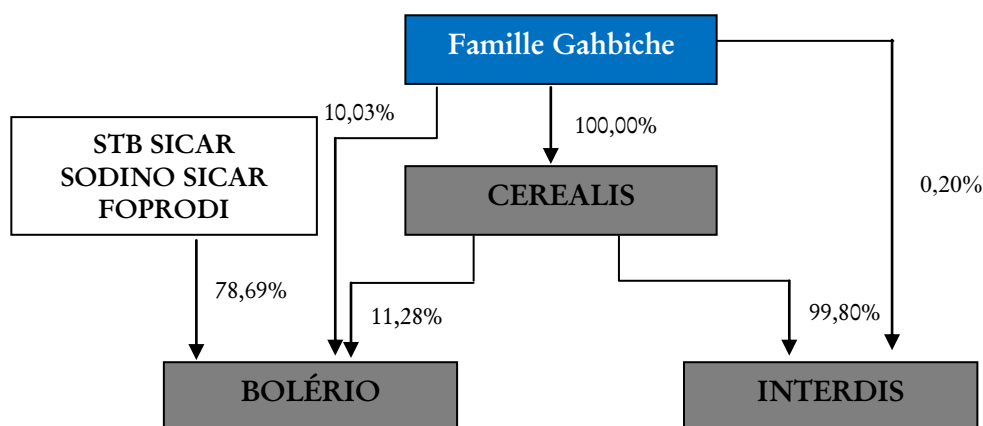 Famille Gahbiche
10,03%
100,00%
STB SICAR
SODINO SICAR
FOPRODI
CEREALIS
0,20%
78,69%
11,28%
99,80%
BOLÉRIO
INTERDIS